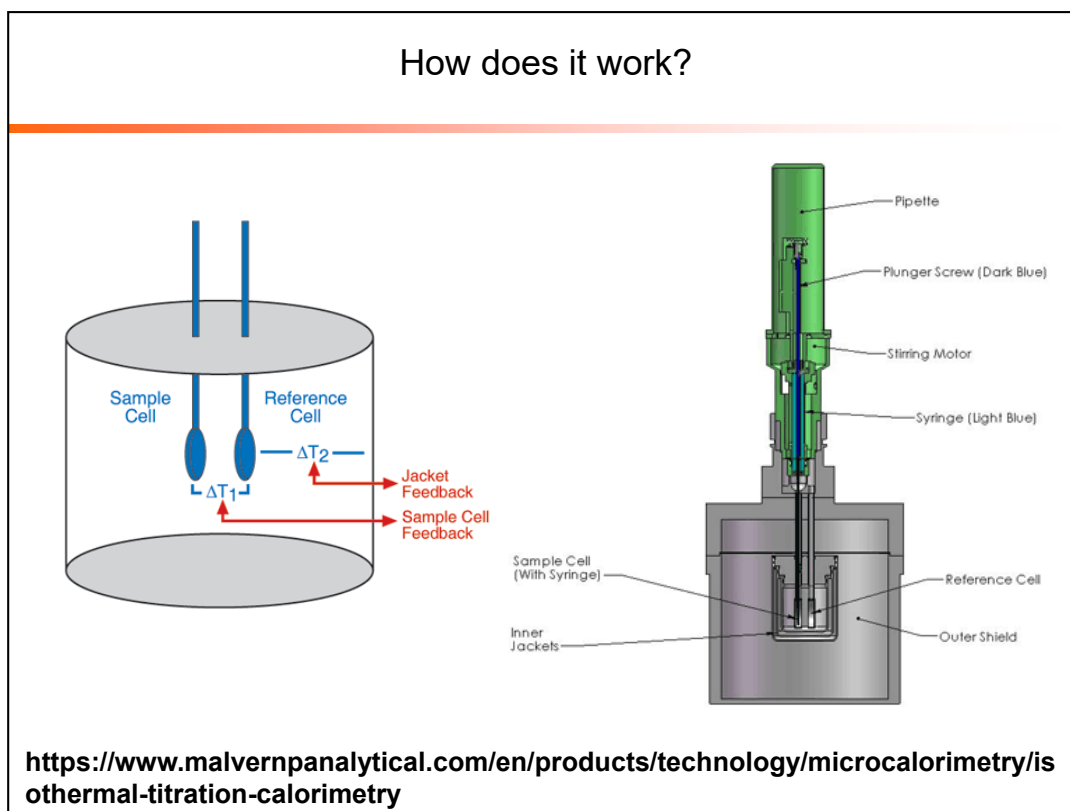 How does it work?
Sample
Cell
Reference
Cell
ΔT2
ΔT1
Jacket
Feedback
Sample Cell
Feedback
Pipette
Plunger Screw (Dark Blue)
Stirring Motor
Syringe (Light Blue)
Sample Cell
(With Syringe)
Reference Cell
Inner
Jackets
Outer Shield
https://www.malvernpanalytical.com/en/products/technology/microcalorimetry/is
othermal-titration-calorimetry